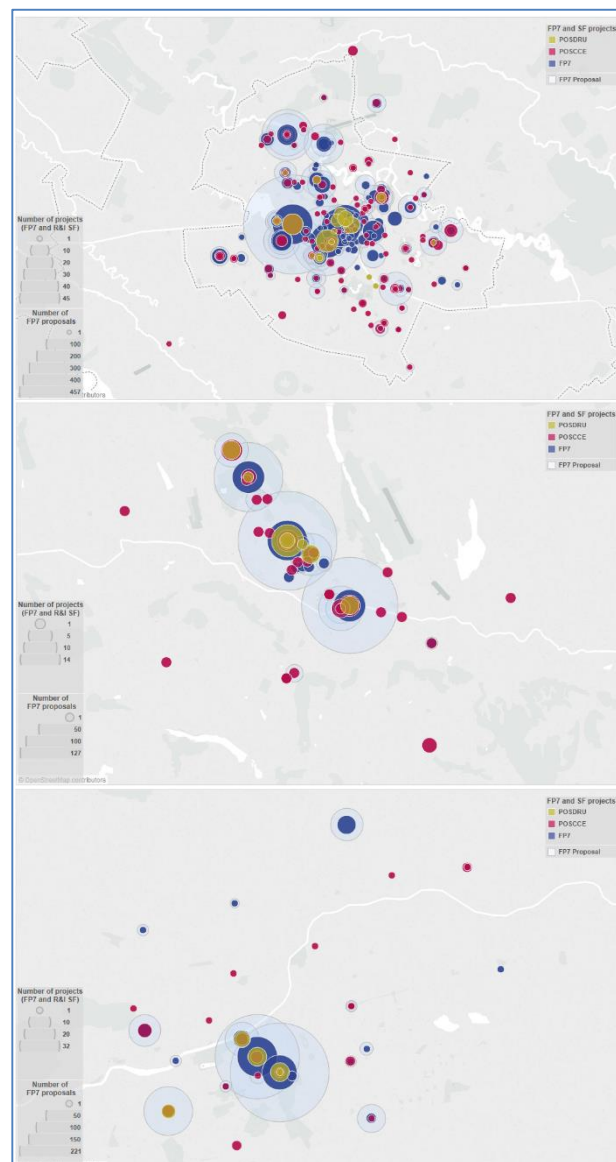 FP7 and SF projects
POSDRU
POSCCE
FP7
FP7 Proposal
Number of projects
(FP7 and R&I SF)
1
10
20
30
40
45
Number of
FP7 proposals
1
100
200
300
400
457
tributors
FP7 and SF projects
POSDRU
POSCCE
FP7
FP7 Proposal
Number of projects
(FP7 and R&I SF)
1
5
10
14
Number of
FP7 proposals
1
50
100
127
© OpenStreetMap contributors
FP7 and SF projects
POSDRU
POSCCE
FP7
FP7 Proposal
Number of projects
(FP7 and R&I SF)
1
10
20
32
Number of
FP7 proposals
1
50
100
150
221